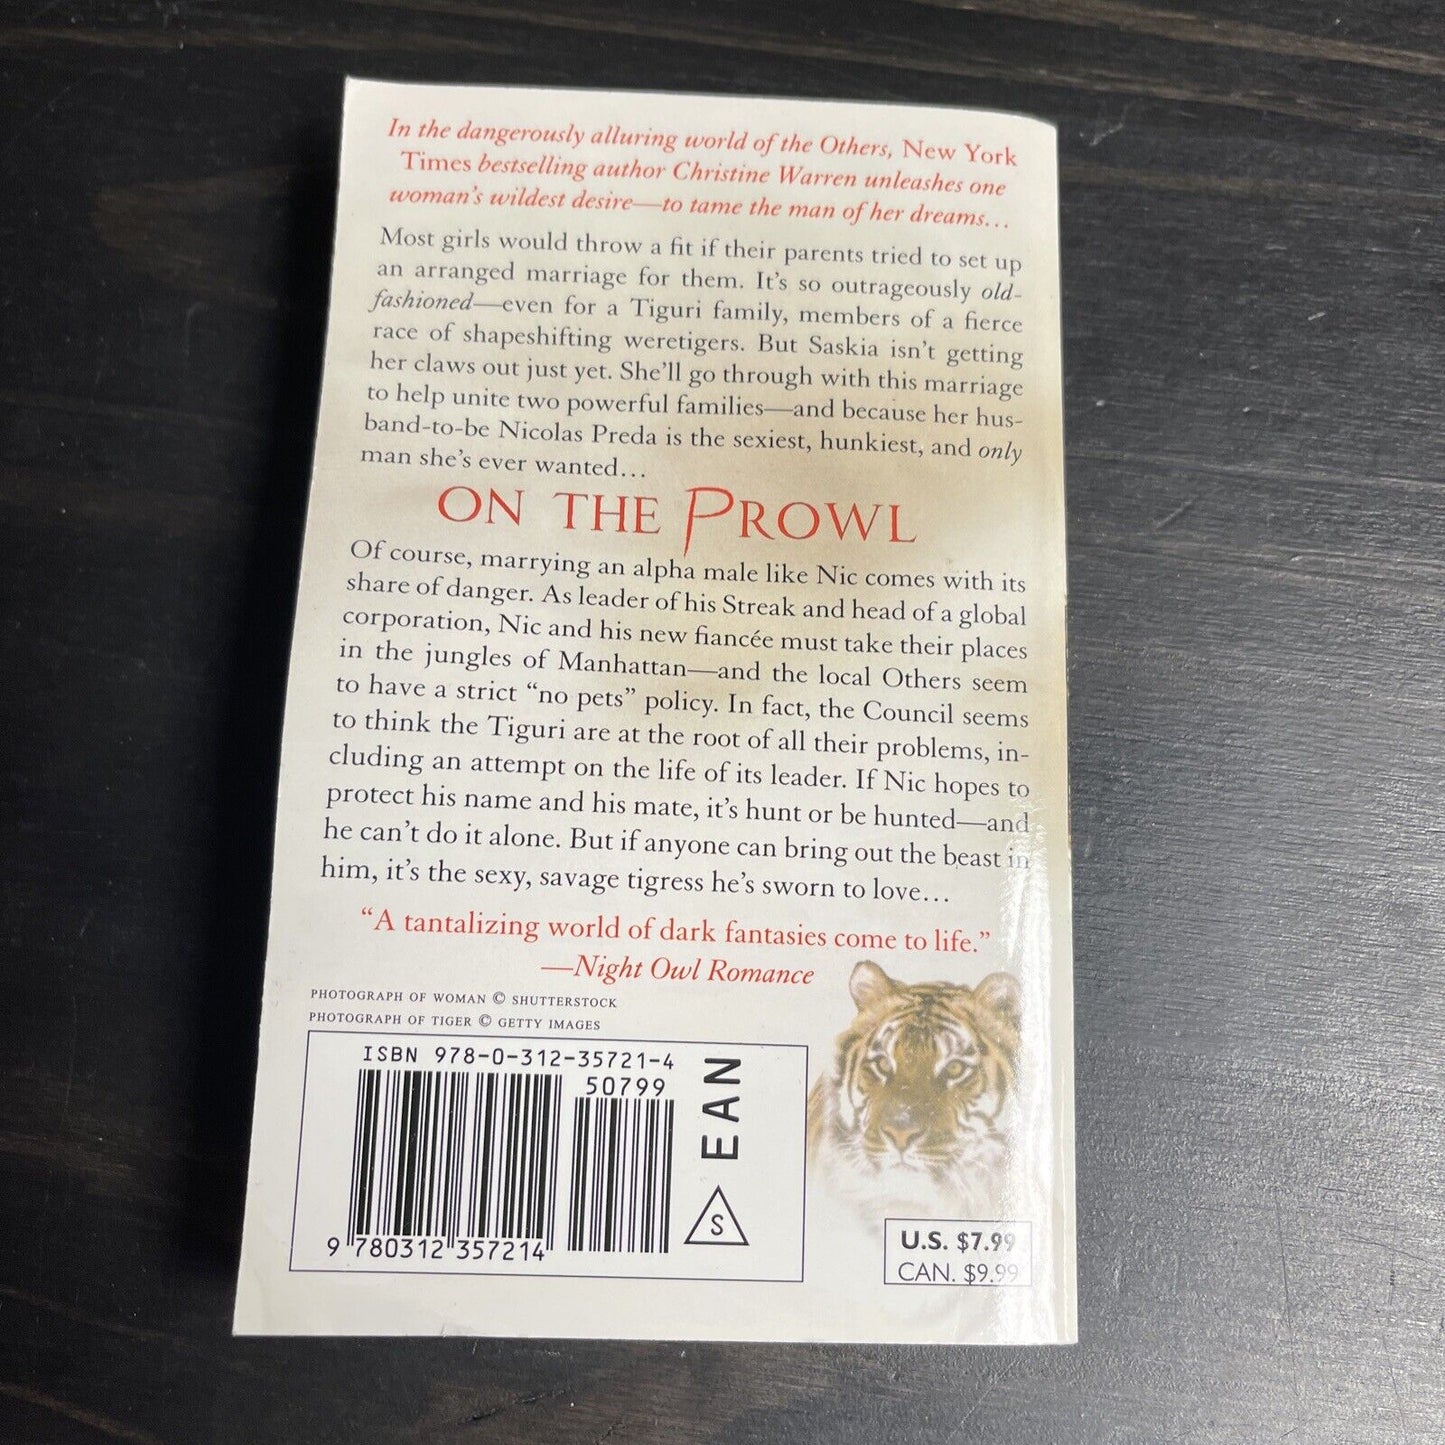 In the dangerously alluring world of the Others, New York
Times bestselling author Christine Warren unleashes one
woman's wildest desire—to tame the man of her dreams…
Most girls would throw a fit if their parents tried to set up
an arranged marriage for them. It's so outrageously old-
fashioned—even for a Tiguri family, members of a fierce
race of shapeshifting weretigers. But Saskia isn't getting
her claws out just yet. She'll go through with this marriage
to help unite two powerful families—and because her hus-
band-to-be Nicolas Preda is the sexiest, hunkiest, and only
man she's ever wanted…
ON THE PROWL
Of course, marrying an alpha male like Nic comes with its
share of danger. As leader of his Streak and head of a global
corporation, Nic and his new fiancée must take their places
in the jungles of Manhattan—and the local Others seem
to have a strict “no pets” policy. In fact, the Council seems
to think the Tiguri are at the root of all their problems, in-
cluding an attempt on the life of its leader. If Nic hopes to
protect his name and his mate, it's hunt or be hunted—and
he can't do it alone. But if anyone can bring out the beast in
him, it's the sexy, savage tigress he's sworn to love…
“A tantalizing world of dark fantasies come to life.”
—Night Owl Romance
PHOTOGRAPH OF WOMAN © SHUTTERSTOCK
PHOTOGRAPH OF TIGER © GETTY IMAGES
ISBN 978-0-312-35721-4
50799
EAN
S
9 780312 357214
U.S. $7.99
CAN. $9.99